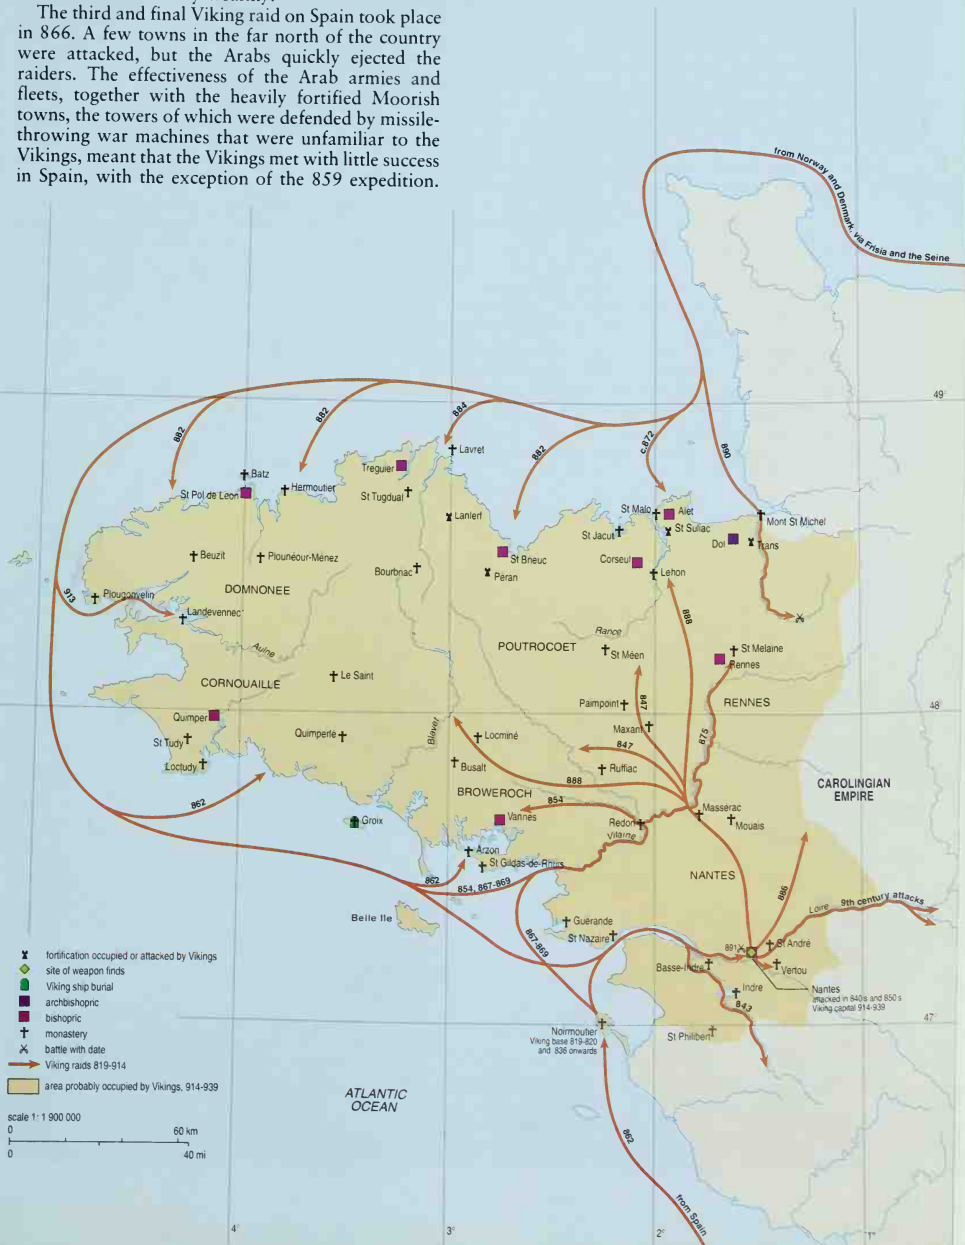 The third and final Viking raid on Spain took place
in 866. A few towns in the far north of the country
were attacked, but the Arabs quickly ejected the
raiders. The effectiveness of the Arab armies and
fleets, together with the heavily fortified Moorish
towns, the towers of which were defended by missile-
throwing war machines that were unfamiliar to the
Vikings, meant that the Vikings met with little success
in Spain, with the exception of the 859 expedition.
from Norway and Denmark, via Frisia and the Seine
49°
882
882
884
882
c.872
890
Lavret
Treguier
Batz
Hermoutier
St Pol de Leon
St Tugdual
Lanlerf
St Malo
Alet
Mont St Michel
St Jacut
St Suliac
Dol
Trans
Beuzit
Plounéour-Ménez
St Brieuc
Corseul
Bourbriac
Péran
Lehon
DOMNONEE
913
Plougonvelin
Landevennec
888
Aulne
POUTROCOET
Rance
St Méen
St Melaine
Rennes
Le Saint
CORNOUAILLE
847
Paimpoint
RENNES
48°
Quimper
Maxant
875
St Tudy
Quimperlé
Blavet
Locminé
847
Loctudy
Busalt
Ruffiac
888
CAROLINGIAN
EMPIRE
862
BROWEROCH
854
Masserac
Groix
Vannes
Redon
Mouais
Vilaine
Arzon
St Gildas-de-Rhuys
NANTES
862
854, 867-869
886
Loire
9th century attacks
Belle Ile
Guérande
867-869
St Nazaire
891
St André
Basse-Indre
Vertou
Indre
Nantes
attacked in 840s and 850s
Viking capital 914-939
843
47°
Noirmoutier
Viking base 819-820
and 836 onwards
St Philibert
fortification occupied or attacked by Vikings
site of weapon finds
Viking ship burial
archbishopric
bishopric
monastery
battle with date
Viking raids 819-914
area probably occupied by Vikings, 914-939
scale 1: 1 900 000
0 60 km
0 40 mi
ATLANTIC
OCEAN
862
from Spain
4°
3°
2°
1°